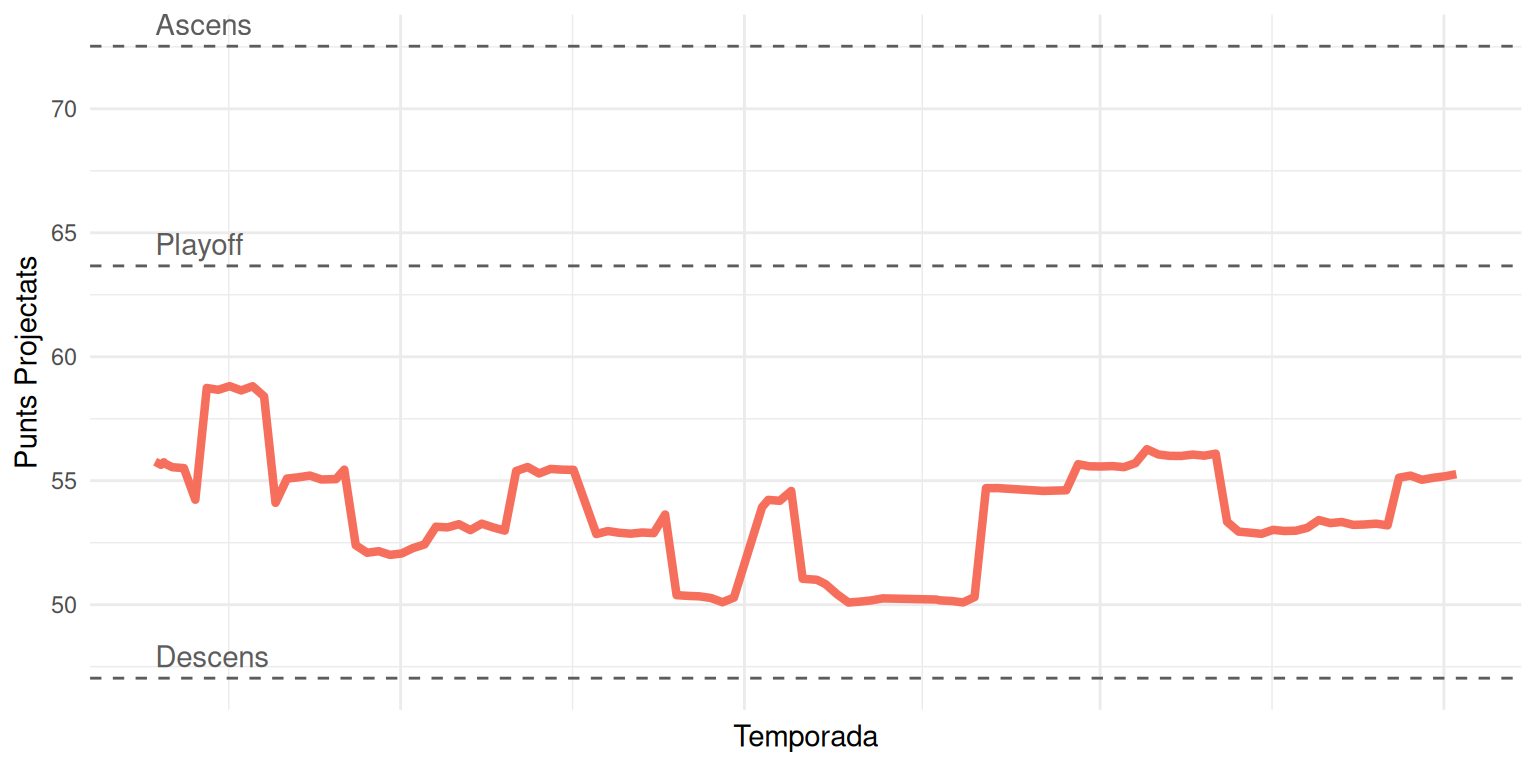 Ascens
70
65
Playoff
60
55
50
Descens
Punts Projectats
Temporada